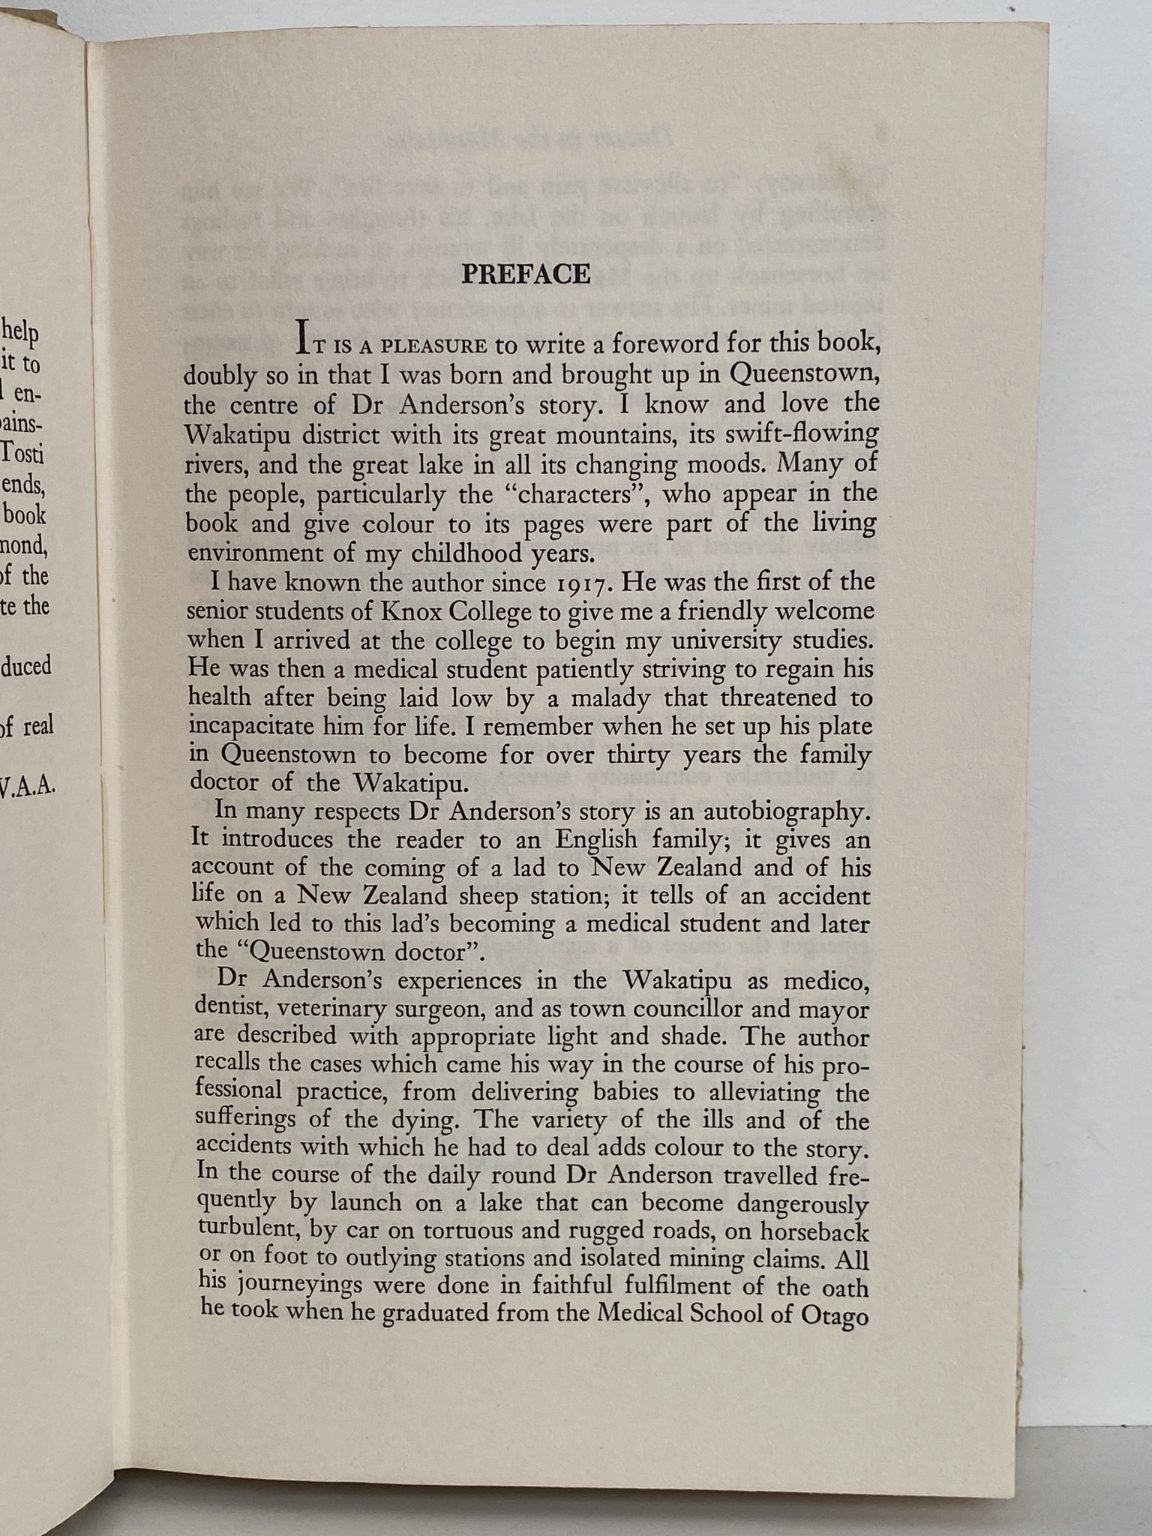 help
it to
en-
ains-
Tosti
ends,
book
mond,
of the
te the
duced
of real
W.A.A.
PREFACE
IT IS A PLEASURE to write a foreword for this book,
doubly so in that I was born and brought up in Queenstown,
the centre of Dr Anderson's story. I know and love the
Wakatipu district with its great mountains, its swift-flowing
rivers, and the great lake in all its changing moods. Many of
the people, particularly the “characters”, who appear in the
book and give colour to its pages were part of the living
environment of my childhood years.
I have known the author since 1917. He was the first of the
senior students of Knox College to give me a friendly welcome
when I arrived at the college to begin my university studies.
He was then a medical student patiently striving to regain his
health after being laid low by a malady that threatened to
incapacitate him for life. I remember when he set up his plate
in Queenstown to become for over thirty years the family
doctor of the Wakatipu.
In many respects Dr Anderson's story is an autobiography.
It introduces the reader to an English family; it gives an
account of the coming of a lad to New Zealand and of his
life on a New Zealand sheep station; it tells of an accident
which led to this lad's becoming a medical student and later
the “Queenstown doctor”.
Dr Anderson's experiences in the Wakatipu as medico,
dentist, veterinary surgeon, and as town councillor and mayor
are described with appropriate light and shade. The author
recalls the cases which came his way in the course of his pro-
fessional practice, from delivering babies to alleviating the
sufferings of the dying. The variety of the ills and of the
accidents with which he had to deal adds colour to the story.
In the course of the daily round Dr Anderson travelled fre-
quently by launch on a lake that can become dangerously
turbulent, by car on tortuous and rugged roads, on horseback
or on foot to outlying stations and isolated mining claims. All
his journeyings were done in faithful fulfilment of the oath
he took when he graduated from the Medical School of Otago